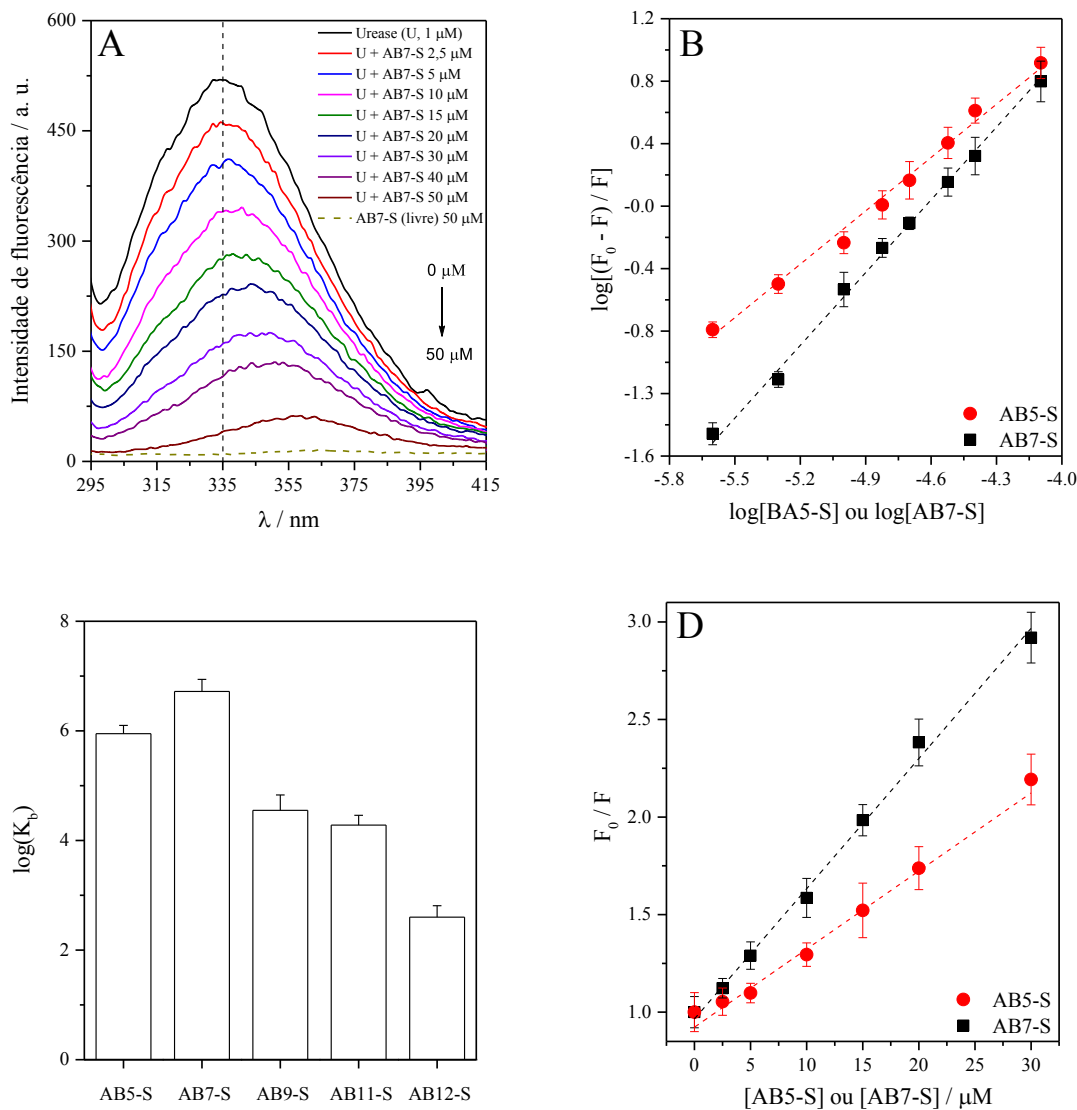 A
600
450
300
150
0
Intensidade de fluorescência / a. u.
295 315 335 355 375 395 415
λ / nm
Urease (U, 1 μM)
U + AB7-S 2,5 μM
U + AB7-S 5 μM
U + AB7-S 10 μM
U + AB7-S 15 μM
U + AB7-S 20 μM
U + AB7-S 30 μM
U + AB7-S 40 μM
U + AB7-S 50 μM
AB7-S (livre) 50 μM
0 μM
50 μM
B
1.2
0.8
0.4
-0.0
-0.4
-0.8
-1.3
-1.6
log[(F0 - F) / F]
-5.8 -5.2 -4.9 -4.6 -4.3 -4.0
log[BA5-S] ou log[AB7-S]
AB5-S
AB7-S
8
6
4
2
0
log(Kb)
AB5-S AB7-S AB9-S AB11-S AB12-S
D
3.0
2.5
2.0
1.5
1.0
F0 / F
0 5 10 15 20 25 30
[AB5-S] ou [AB7-S] / μM
AB5-S
AB7-S